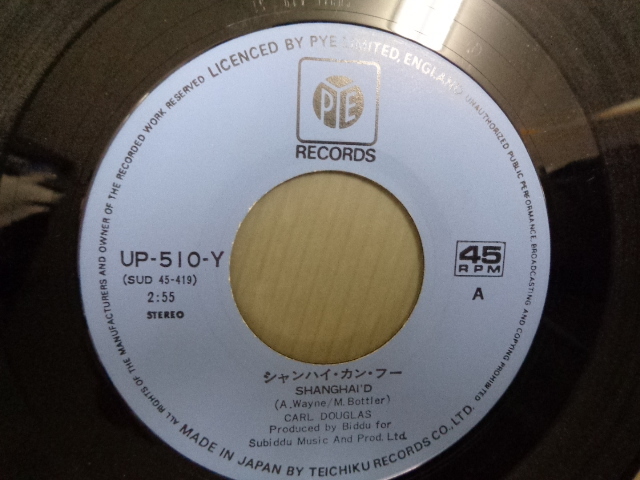 LICENCED BY PYE LIMITED, ENGLAND.
UNAUTHORIZED PUBLIC PERFORMANCE, BROADCASTING AND COPYING PROHIBITED.
ALL RIGHTS OF THE MANUFACTURERS AND OWNER OF THE RECORDED WORK RESERVED
PYE
RECORDS
UP-510-Y
(SUD 45-419)
2:55
STEREO
45
RPM
A
シャンハイ・カン・フー
SHANGHAI'D
(A.Wayne/M.Bottler)
CARL DOUGLAS
Produced by Biddu for
Subiddu Music And Prod. Ltd.
MADE IN JAPAN BY TEICHIKU RECORDS CO., LTD.